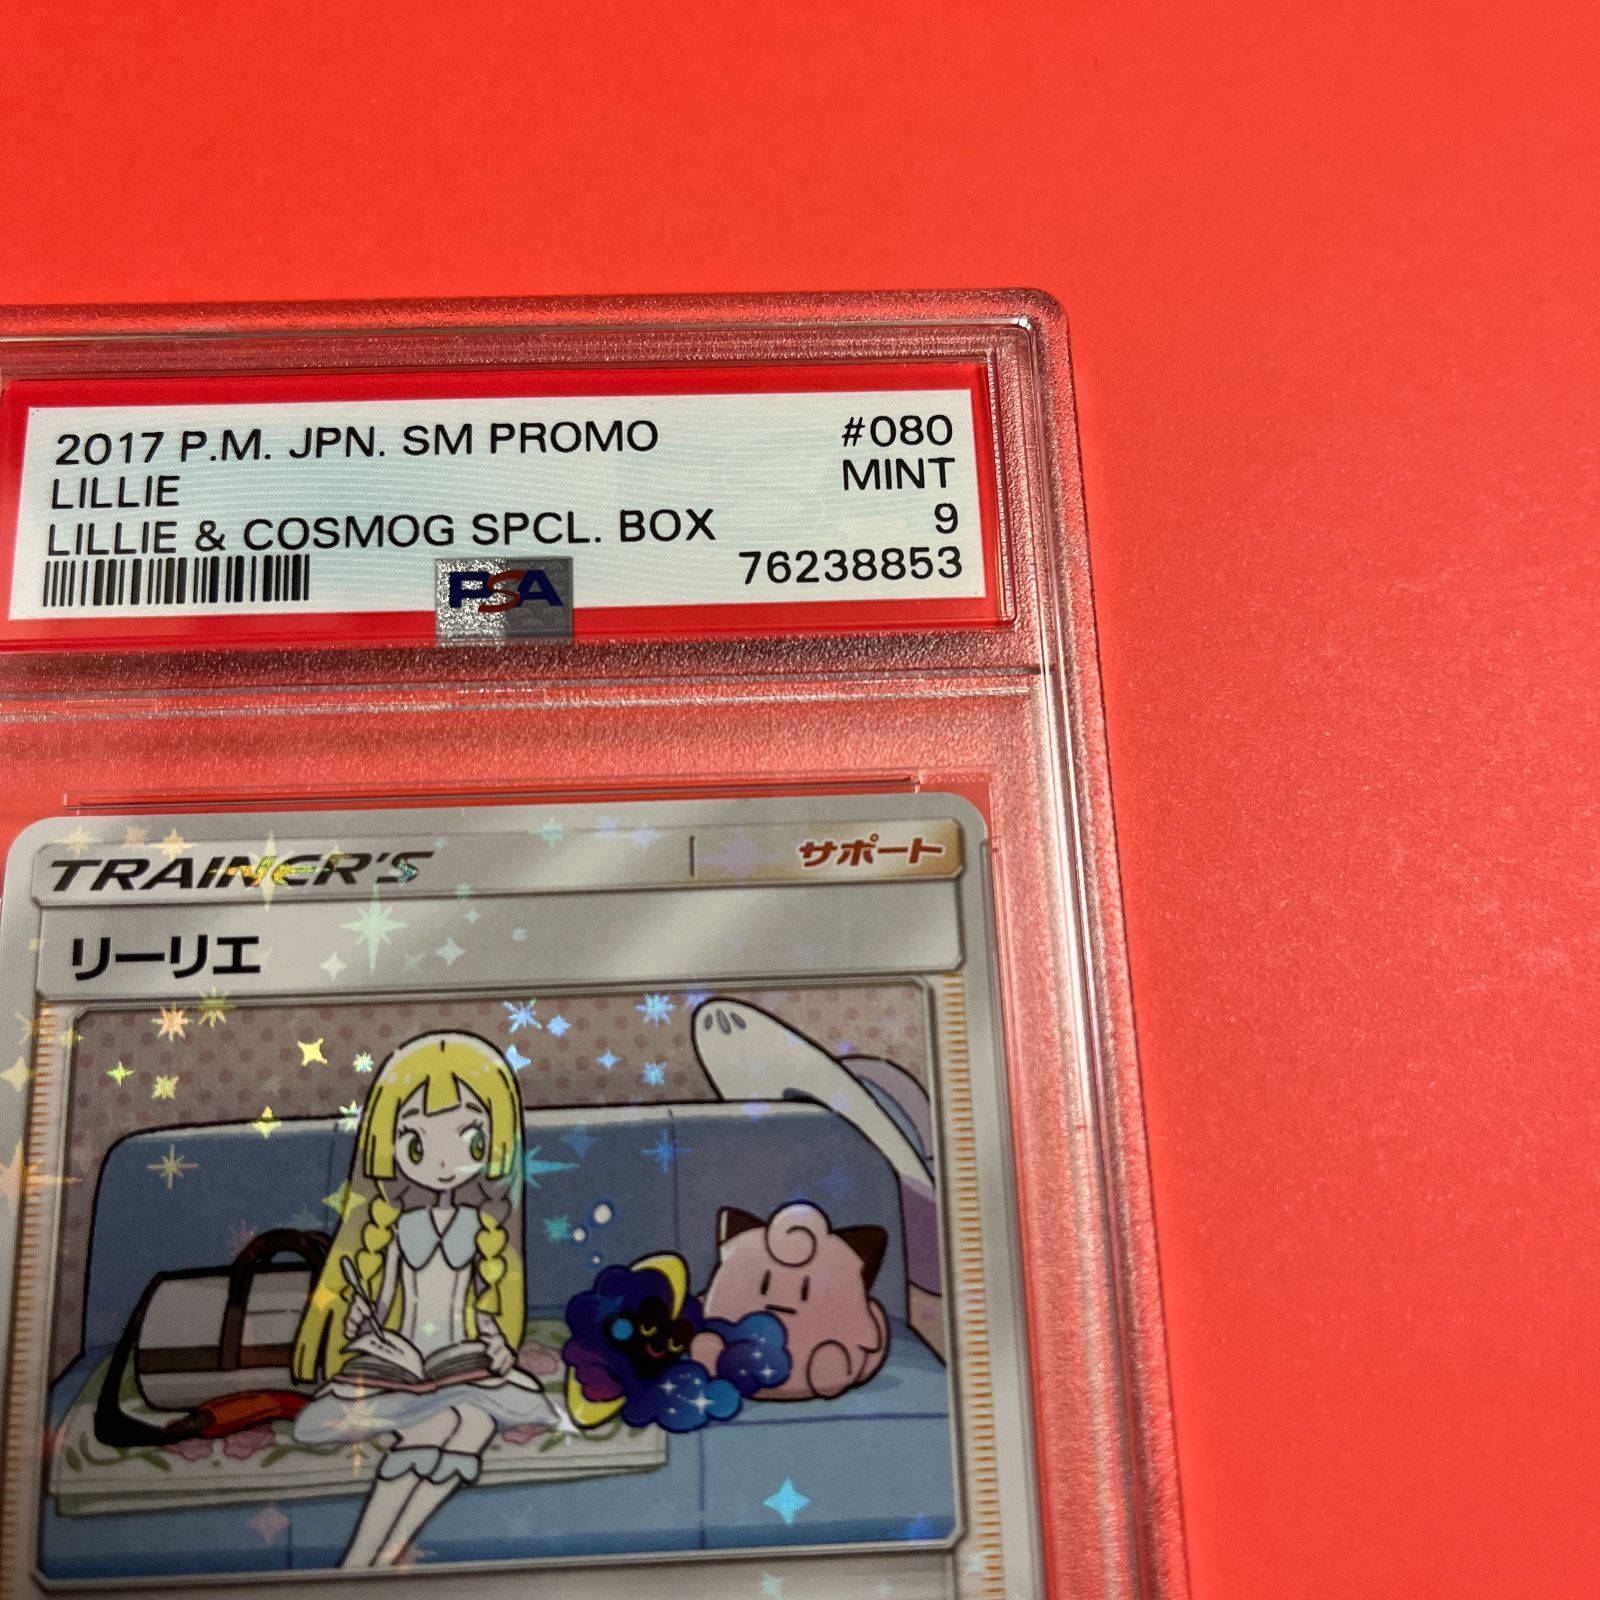 2017 P.M. JPN. SM PROMO #080
LILLIE MINT
LILLIE & COSMOG SPCL. BOX 9
PSA 76238853
TRAINER'S サポート
リーリエ